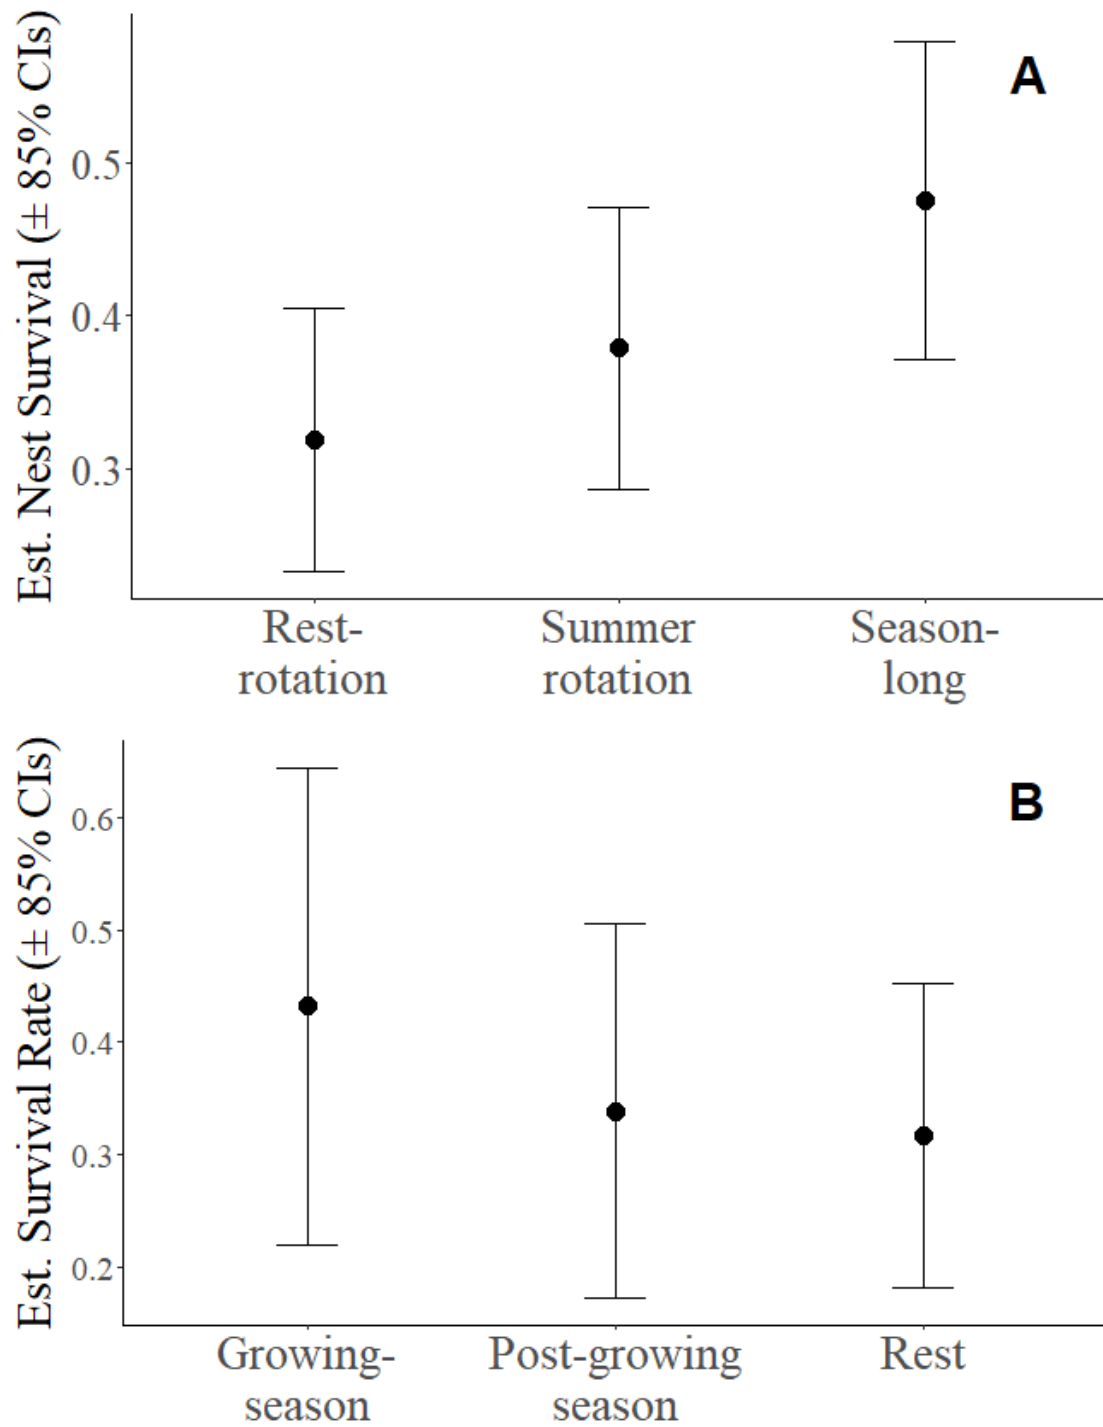 Est. Nest Survival (± 85% CIs)
A
0.5
0.4
0.3
Rest-
rotation
Summer
rotation
Season-
long
Est. Survival Rate (± 85% CIs)
B
0.6
0.5
0.4
0.3
0.2
Growing-
season
Post-growing
season
Rest